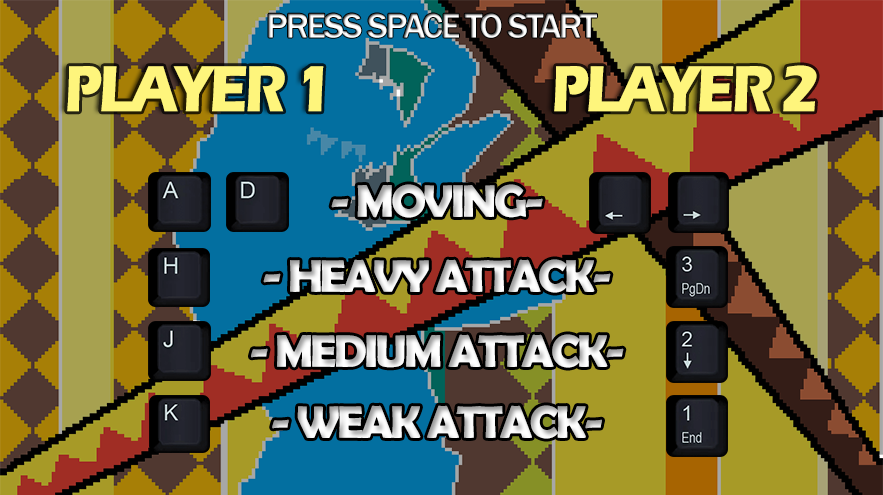 PRESS SPACE TO START
PLAYER 1 PLAYER 2
A D - MOVING- ← →
H - HEAVY ATTACK- 3 PgDn
J - MEDIUM ATTACK- 2 ↓
K - WEAK ATTACK- 1 End